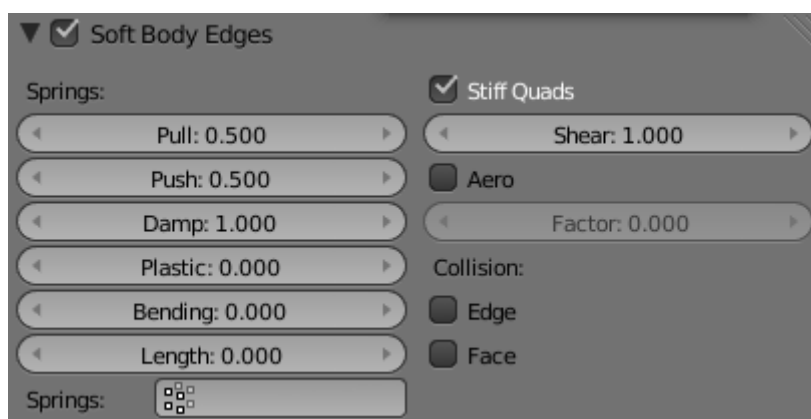 Soft Body Edges
Springs:
Pull: 0.500
Push: 0.500
Damp: 1.000
Plastic: 0.000
Bending: 0.000
Length: 0.000
Springs:
Stiff Quads
Shear: 1.000
Aero
Factor: 0.000
Collision:
Edge
Face